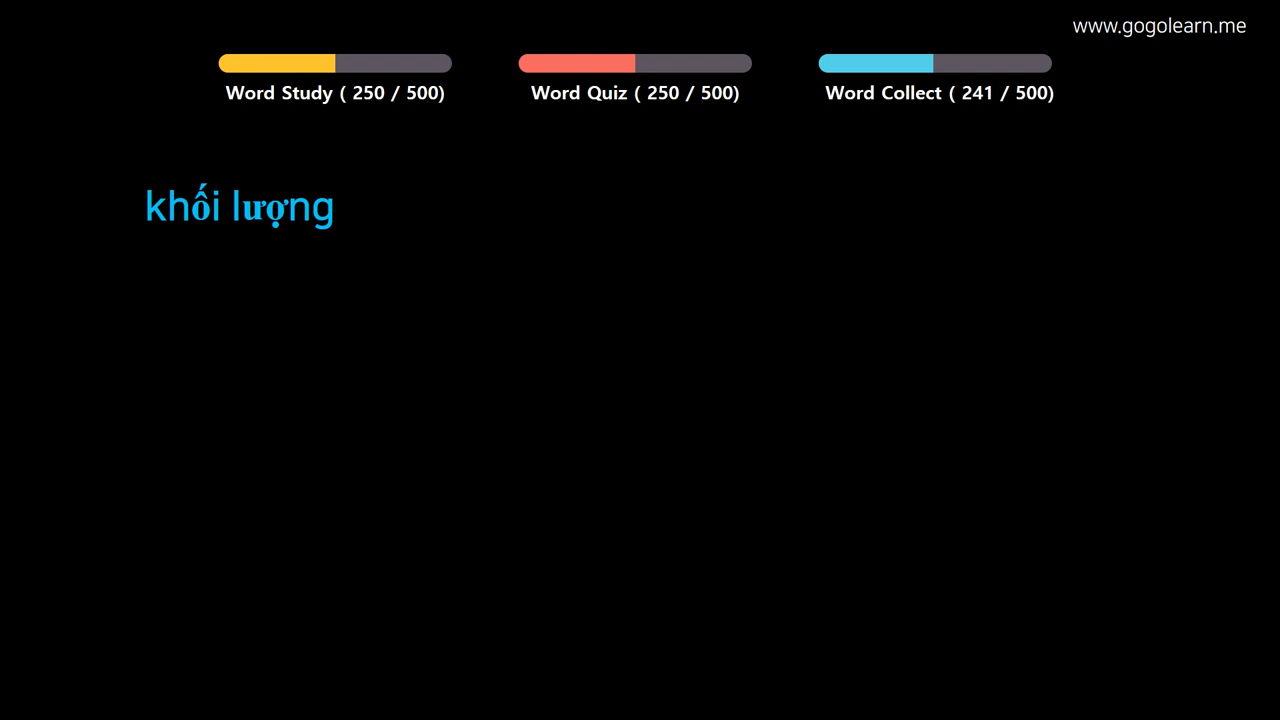 www.gogolearn.me
Word Study ( 250 / 500)
Word Quiz ( 250 / 500)
Word Collect ( 241 / 500)
khối lượng